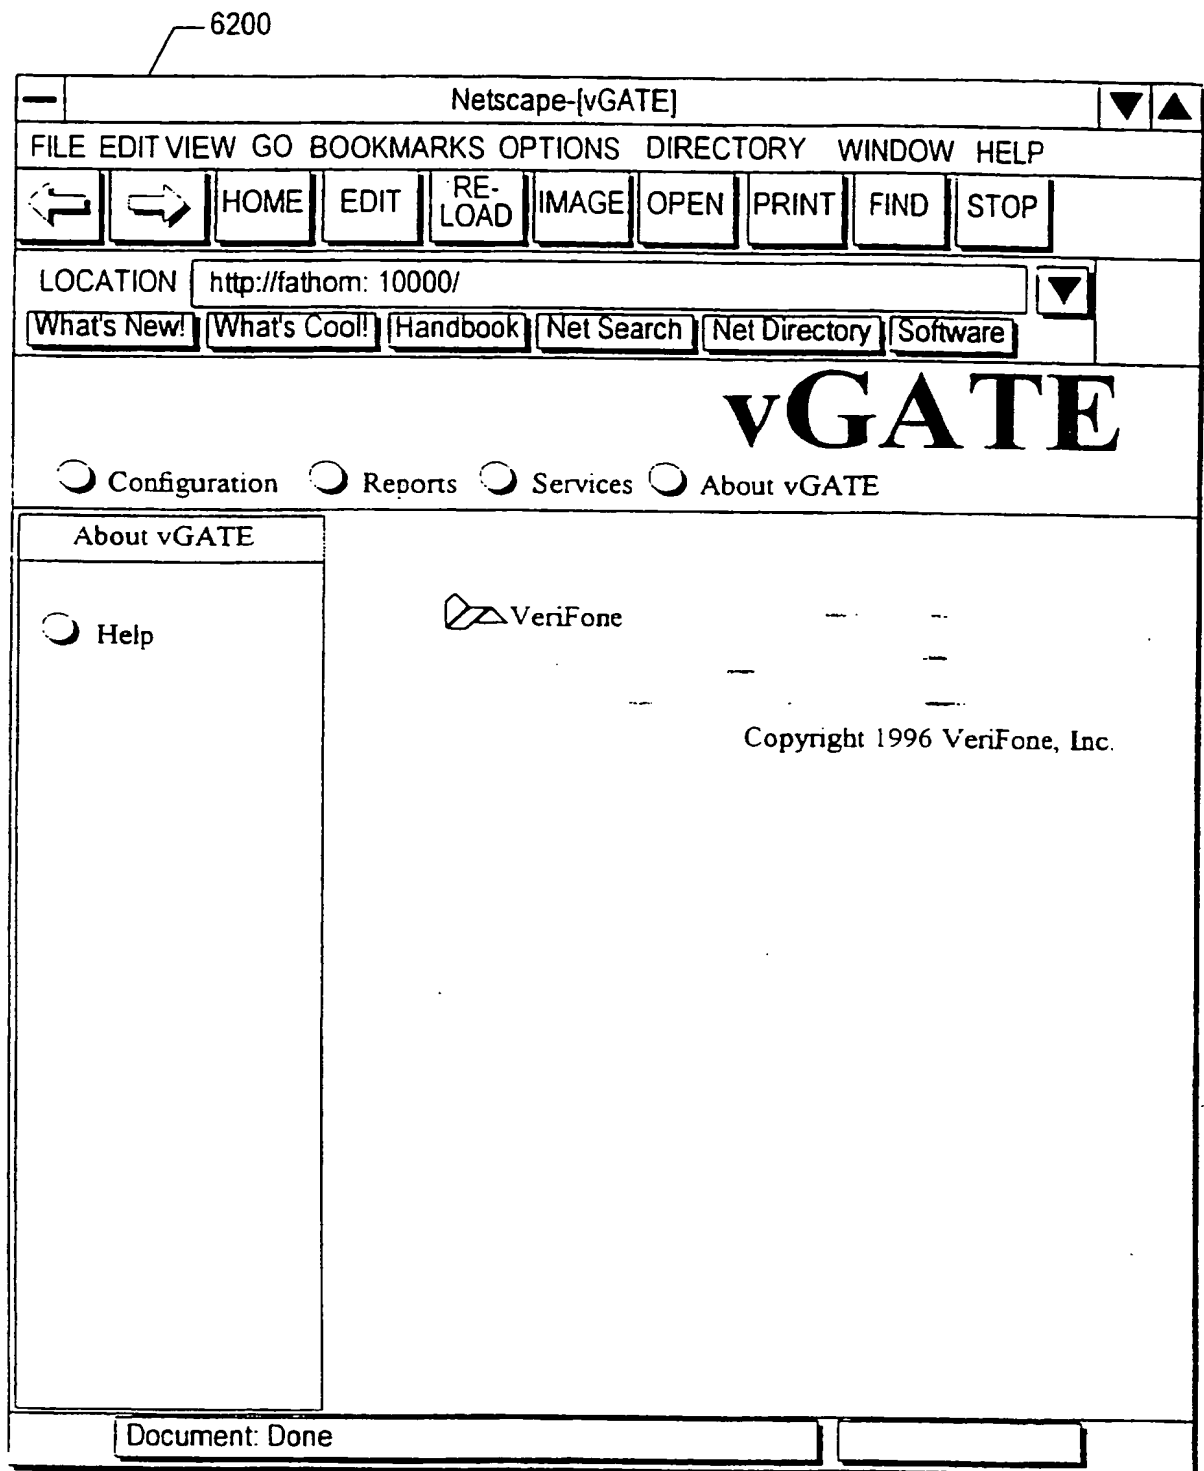 6200
Netscape-[vGATE]
FILE EDIT VIEW GO BOOKMARKS OPTIONS DIRECTORY WINDOW HELP
HOME EDIT RE-LOAD IMAGE OPEN PRINT FIND STOP
LOCATION http://fathom: 10000/
What's New! What's Cool! Handbook Net Search Net Directory Software
vGATE
Configuration Reports Services About vGATE
About vGATE
Help
VeriFone
Copyright 1996 VeriFone, Inc.
Document: Done